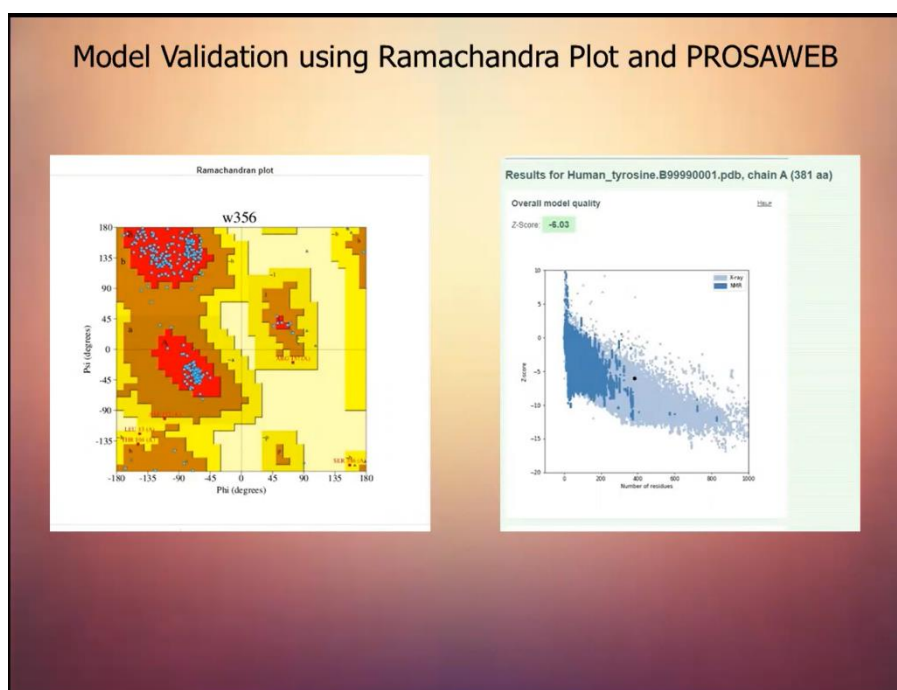 Model Validation using Ramachandra Plot and PROSAWEB
Ramachandran plot
w356
180
135
90
45
0
-45
-90
-135
Psi (degrees)
-180 -135 -90 -45 0 45 90 135 180
Phi (degrees)
Results for Human_tyrosine.B99990001.pdb, chain A (381 aa)
Overall model quality
Z-Score: -6.03
X-ray
NMR
10
5
0
-5
-10
-15
-20
Z-score
0 200 400 600 800 1000
Number of residues